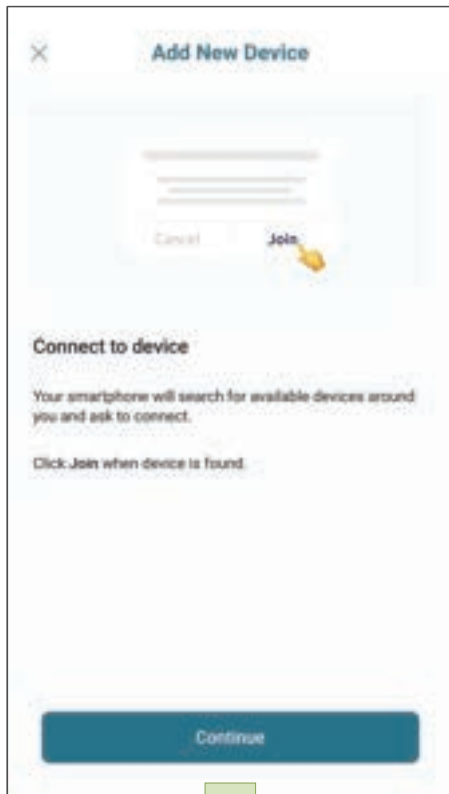 Add New Device
Cancel
Join
Connect to device
Your smartphone will search for available devices around
you and ask to connect.
Click Join when device is found.
Continue